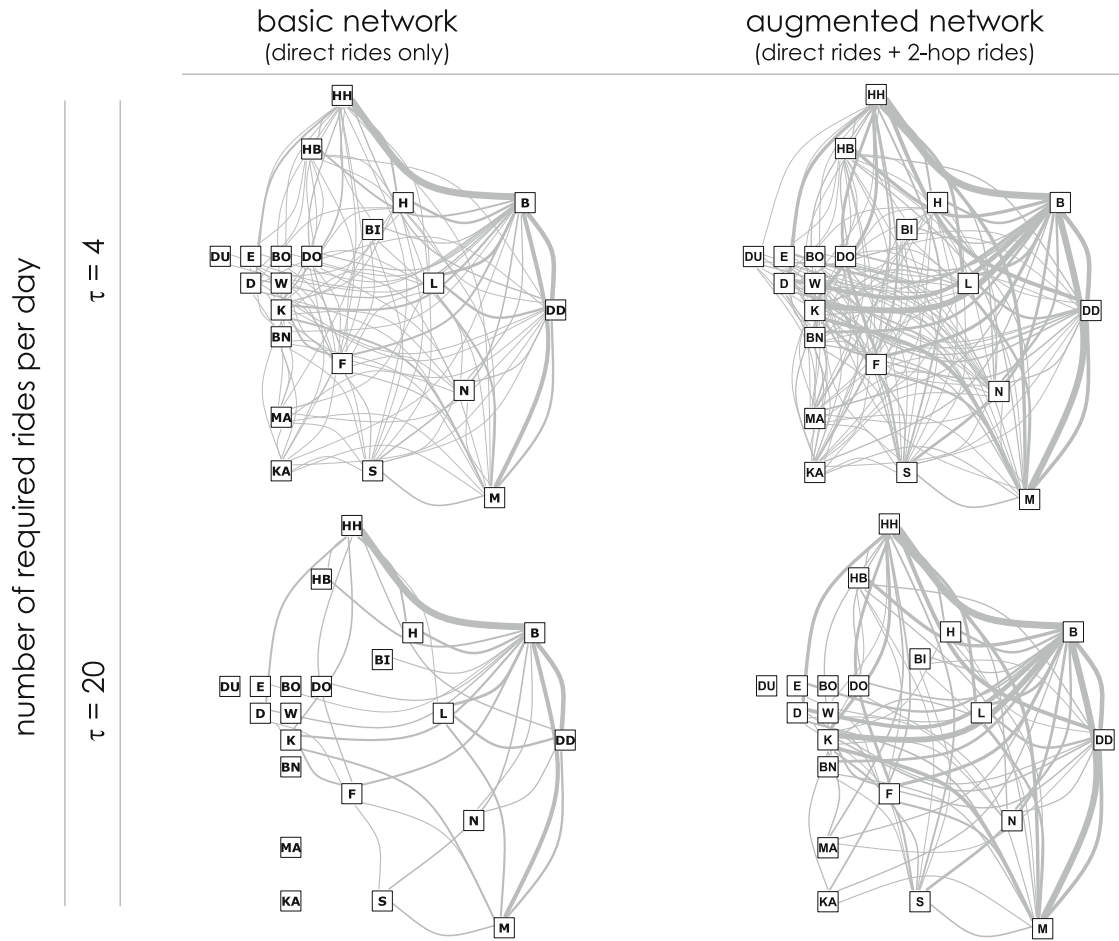 basic network
(direct rides only)
augmented network
(direct rides + 2-hop rides)
number of required rides per day
τ = 4
HH
HB
H
B
BI
DU
E
BO
DO
D
W
L
K
DD
BN
F
N
MA
KA
S
M
HH
HB
H
B
BI
DU
E
BO
DO
D
W
L
K
DD
BN
F
N
MA
KA
S
M
τ = 20
HH
HB
H
B
BI
DU
E
BO
DO
D
W
L
K
DD
BN
F
N
MA
KA
S
M
HH
HB
H
B
BI
DU
E
BO
DO
D
W
L
K
DD
BN
F
N
MA
KA
S
M